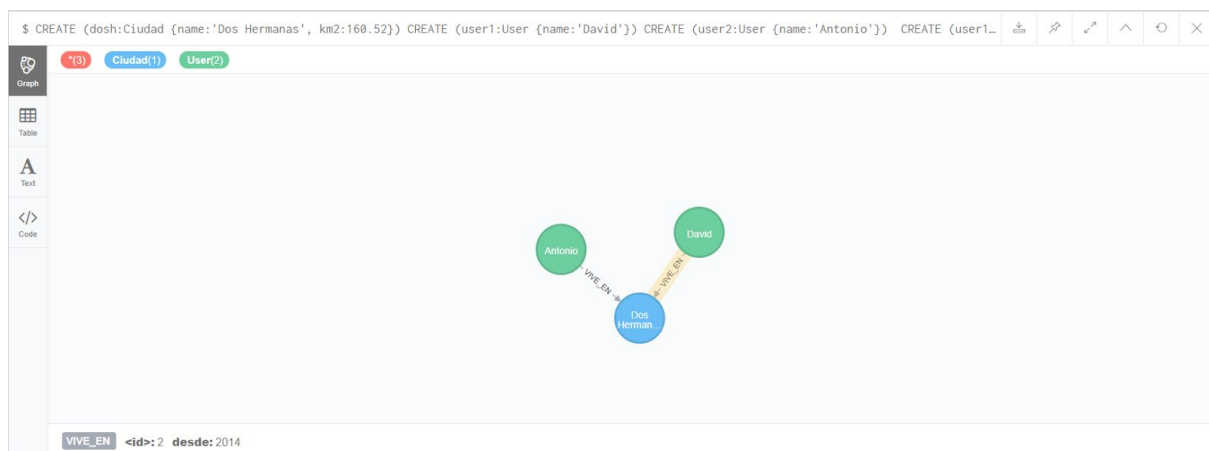 $ CREATE (dosh:Ciudad {name:'Dos Hermanas', km2:160.52}) CREATE (user1:User {name:'David'}) CREATE (user2:User {name:'Antonio'})  CREATE (user1…
*(3) Ciudad(1) User(2)
Graph
Table
Text
Code
Antonio
David
VIVE_EN
VIVE_EN
Dos
Herman...
VIVE_EN <id>: 2 desde: 2014